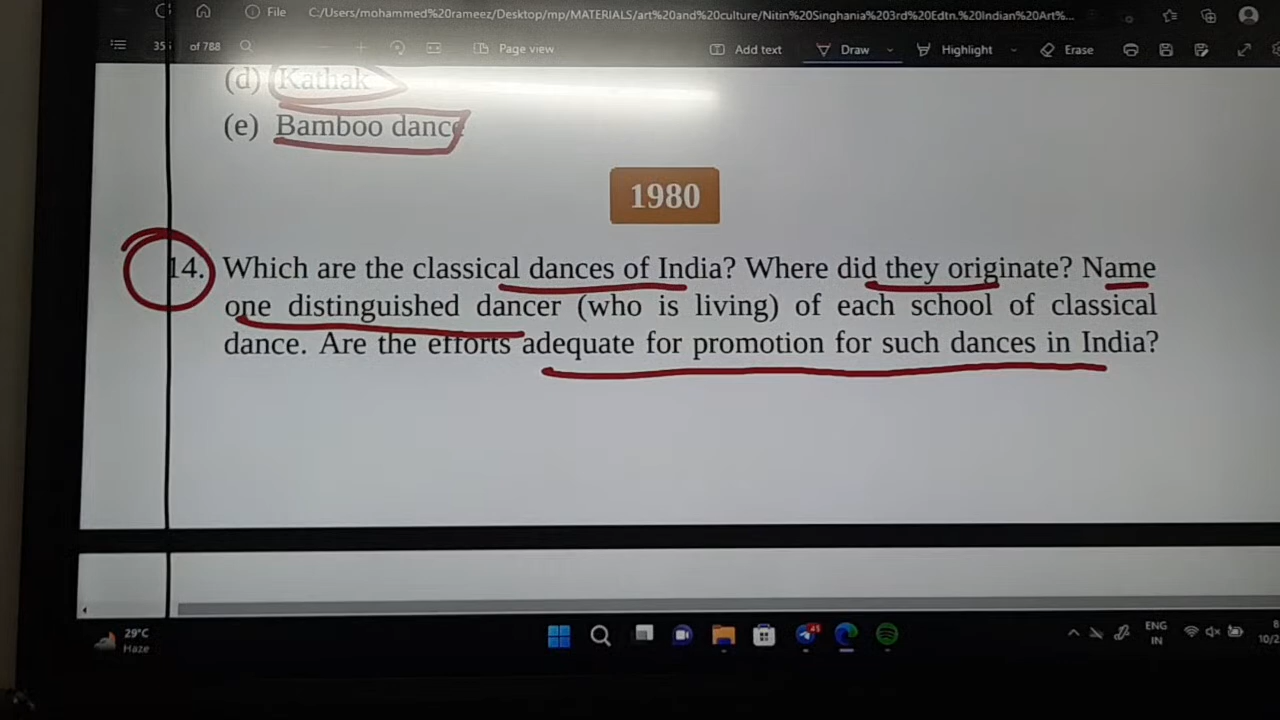 File C:/Users/mohammed%20rameez/Desktop/mp/MATERIALS/art%20and%20culture/Nitin%20Singhania%203rd%20Edtn.%20Indian%20Art%...
of 788 Page view Add text Draw Highlight Erase
(d) Kathak
(e) Bamboo dance
1980
14. Which are the classical dances of India? Where did they originate? Name
one distinguished dancer (who is living) of each school of classical
dance. Are the efforts adequate for promotion for such dances in India?
29°C
Haze
45
ENG
IN